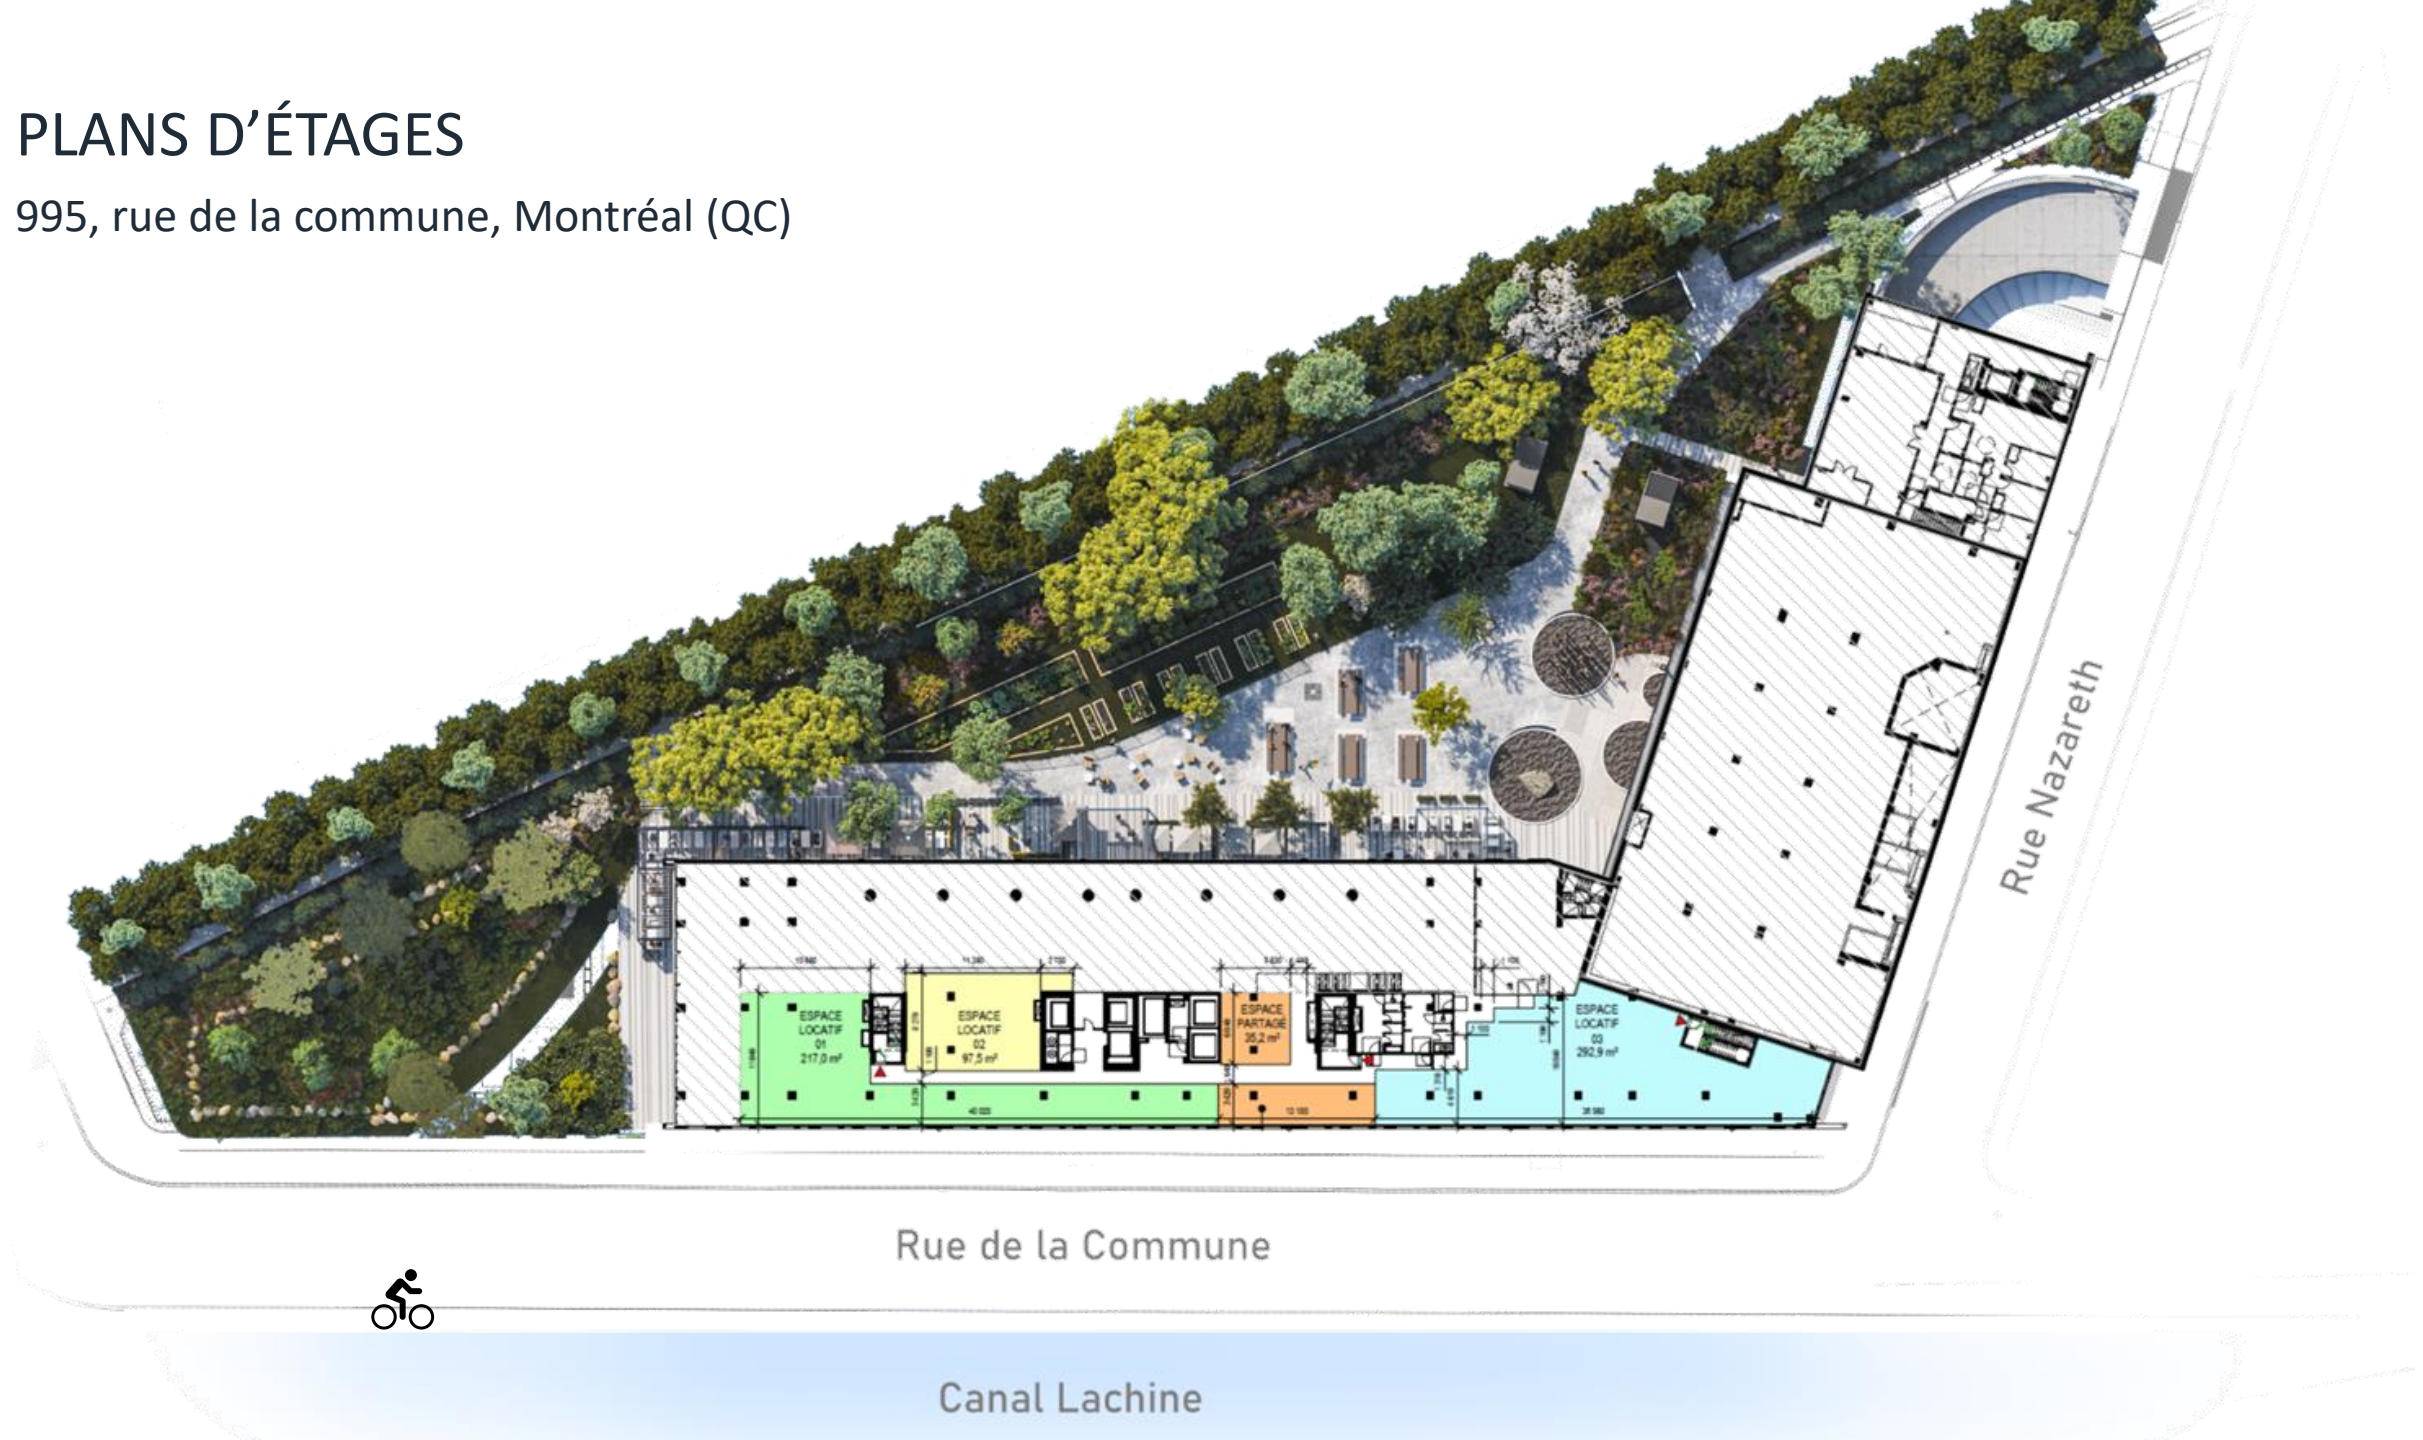 PLANS D’ÉTAGES
995, rue de la commune, Montréal (QC)
Rue Nazareth
ESPACE
LOCATIF
01
217,0 m²
ESPACE
LOCATIF
02
97,5 m²
ESPACE
PARTAGÉ
35,2 m²
ESPACE
LOCATIF
03
292,9 m²
Rue de la Commune
Canal Lachine